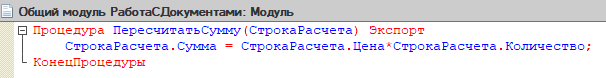 Общий модуль РаботаСДокументами: Модуль
Процедура ПересчитатьСумму(СтрокаРасчета) Экспорт
СтрокаРасчета.Сумма = СтрокаРасчета.Цена*СтрокаРасчета.Количество;
КонецПроцедуры